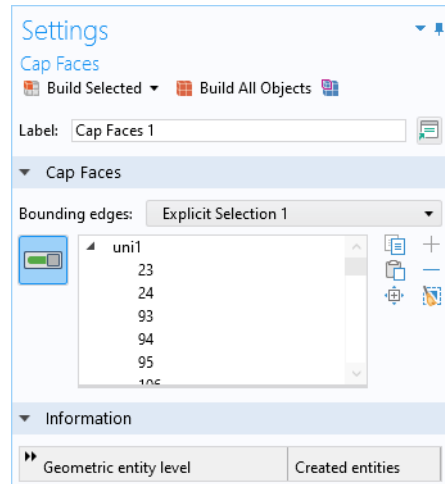 Settings
Cap Faces
Build Selected Build All Objects
Label: Cap Faces 1
Cap Faces
Bounding edges: Explicit Selection 1
uni1
23
24
93
94
95
106
Information
Geometric entity level Created entities